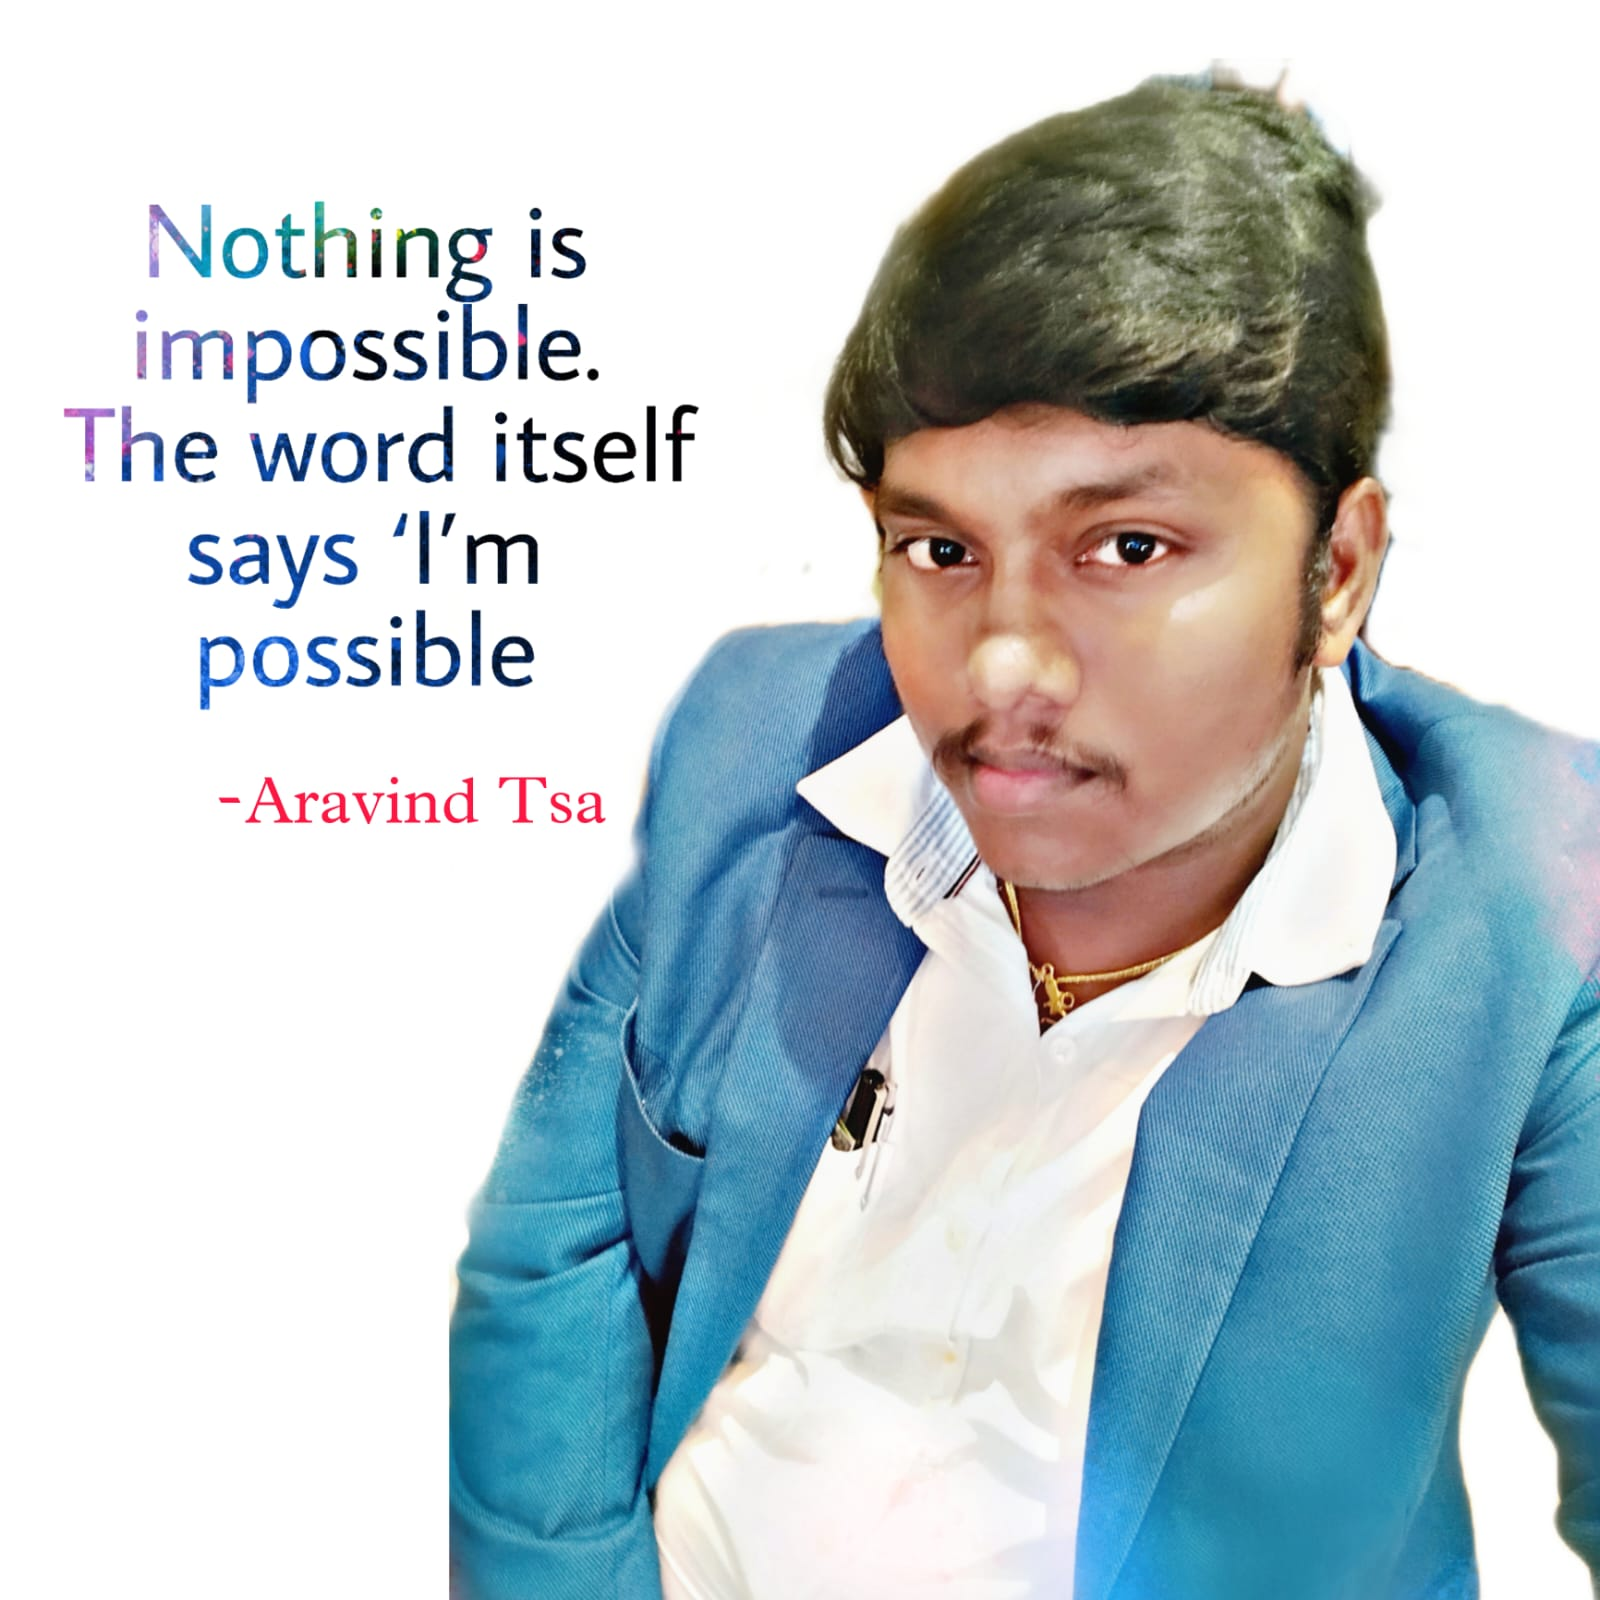 Nothing is
impossible.
The word itself
says ‘I’m
possible
-Aravind Tsa